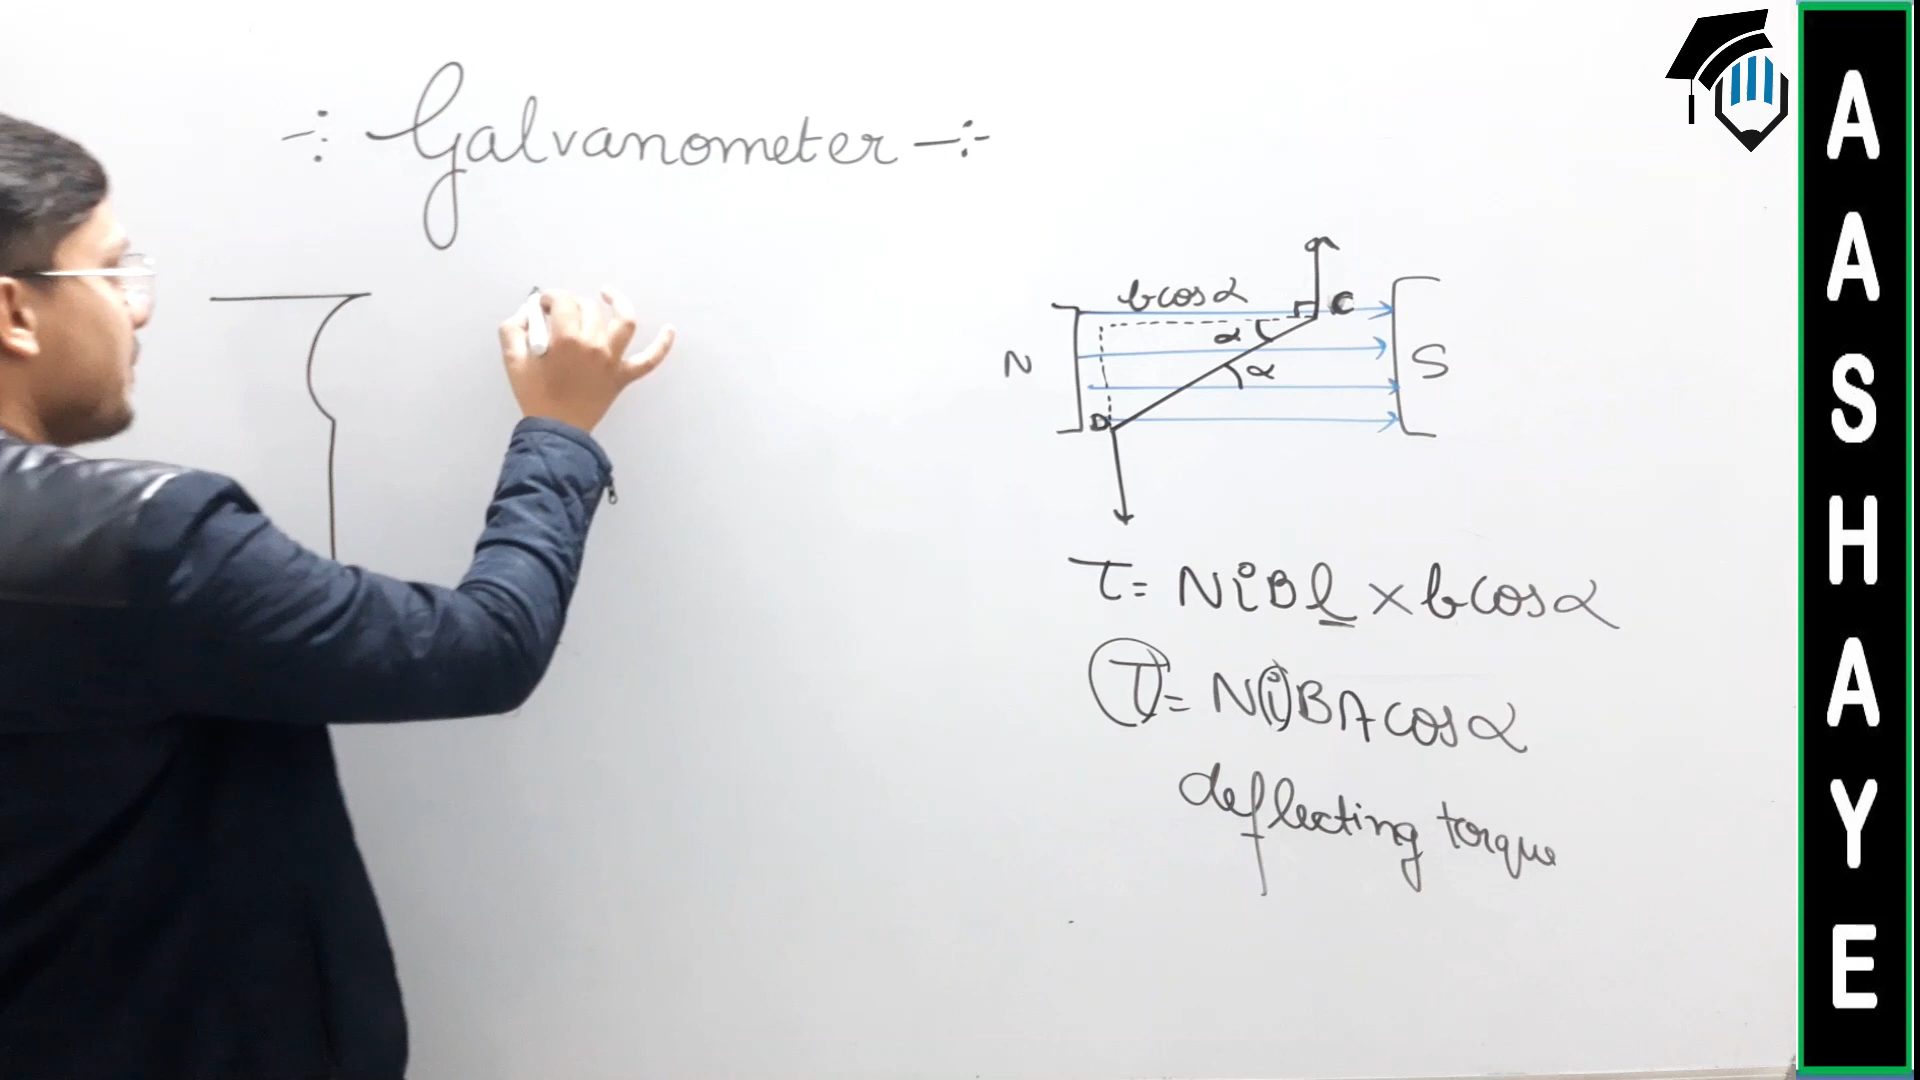 -: Galvanometer -:
b cos α
C
α
N
α
S
D
τ = NiBl × b cos α
τ = NiBA cos α
deflecting torque
AASHAYE